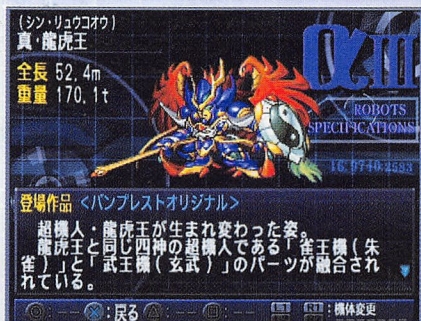 (シン・リュウコオウ)
真・龍虎王
全長 52.4m
重量 170.1t
αIII
ROBOTS
SPECIFICATIONS
登場作品 <バンプレストオリジナル>
超機人・龍虎王が生まれ変わった姿。
龍虎王と同じ四神の超機人である「雀王機(朱
雀)」と「武王機(玄武)」のパーツが融合され
れている。
◎:-- ×:戻る △:-- □:-- L1 R1:機体変更